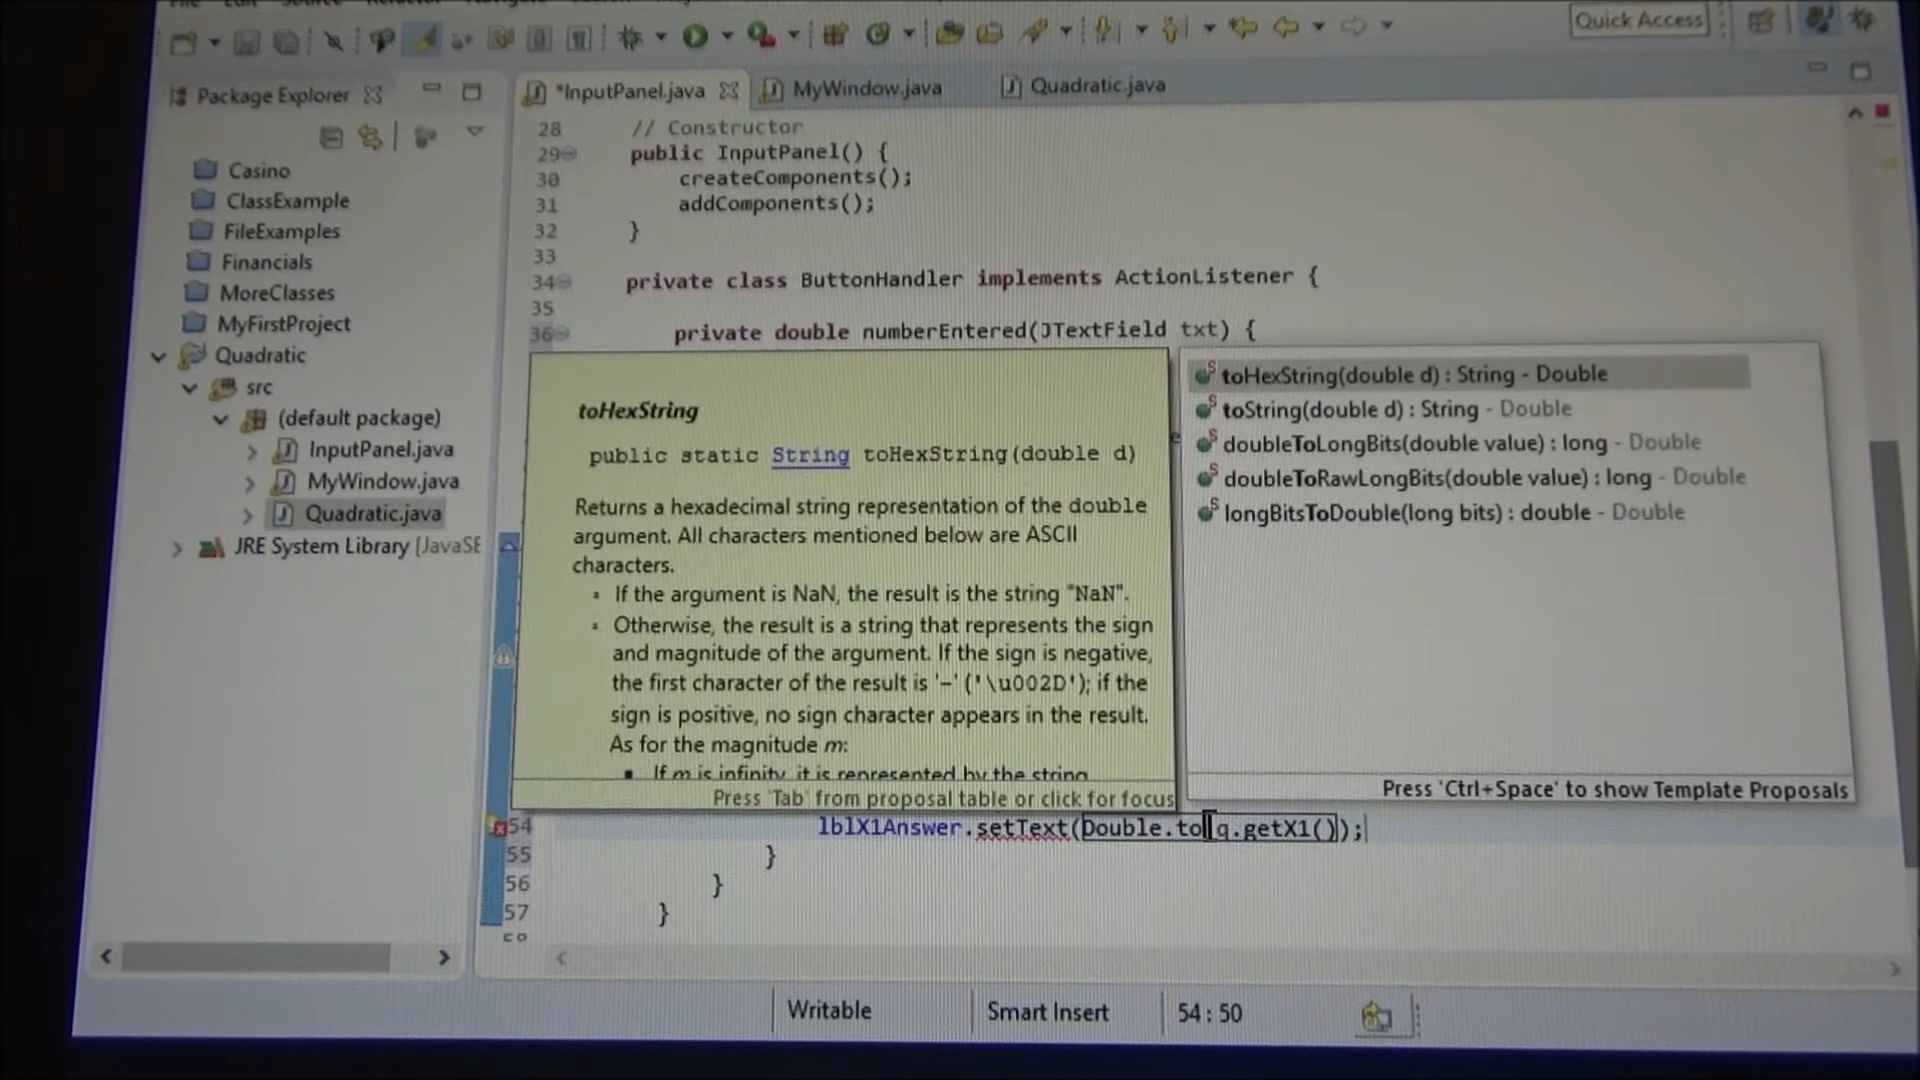 Quick Access
Package Explorer
*InputPanel.java
MyWindow.java
Quadratic.java
Casino
ClassExample
FileExamples
Financials
MoreClasses
MyFirstProject
Quadratic
src
(default package)
InputPanel.java
MyWindow.java
Quadratic.java
JRE System Library [JavaSE
28 // Constructor
29 public InputPanel() {
30 createComponents();
31 addComponents();
32 }
33
34 private class ButtonHandler implements ActionListener {
35
36 private double numberEntered(JTextField txt) {
toHexString
public static String toHexString(double d)
Returns a hexadecimal string representation of the double
argument. All characters mentioned below are ASCII
characters.
If the argument is NaN, the result is the string "NaN".
Otherwise, the result is a string that represents the sign
and magnitude of the argument. If the sign is negative,
the first character of the result is '-' ('\u002D'); if the
sign is positive, no sign character appears in the result.
As for the magnitude m:
If m is infinity, it is represented by the string
Press 'Tab' from proposal table or click for focus
toHexString(double d) : String - Double
toString(double d) : String - Double
doubleToLongBits(double value) : long - Double
doubleToRawLongBits(double value) : long - Double
longBitsToDouble(long bits) : double - Double
Press 'Ctrl+Space' to show Template Proposals
54 lblX1Answer.setText(Double.to q.getX1());
55 }
56 }
57 }
Writable
Smart Insert
54 : 50